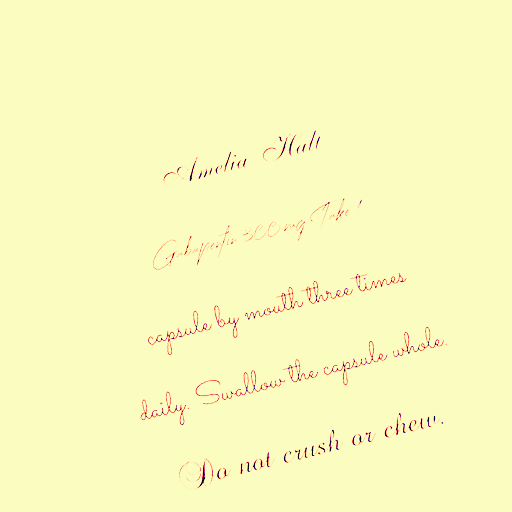 Amelia Hall
Gabapentin 300 mg Take 1
capsule by mouth three times
daily. Swallow the capsule whole.
Do not crush or chew.